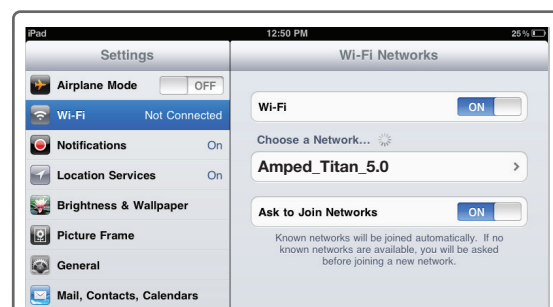 iPad 12:50 PM 25%
Settings
Airplane Mode OFF
Wi-Fi Not Connected
Notifications On
Location Services On
Brightness & Wallpaper
Picture Frame
General
Mail, Contacts, Calendars
Wi-Fi Networks
Wi-Fi ON
Choose a Network...
Amped_Titan_5.0
Ask to Join Networks ON
Known networks will be joined automatically. If no
known networks are available, you will be asked
before joining a new network.